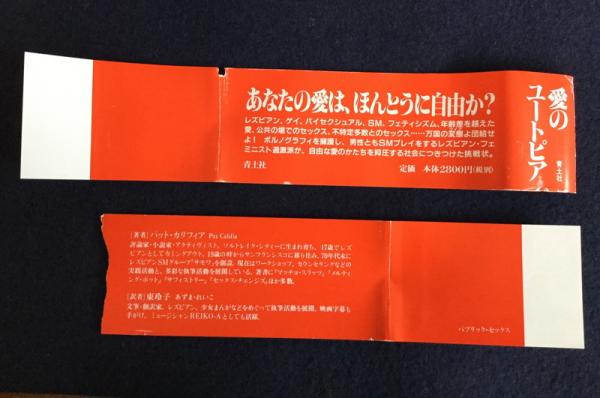 あなたの愛は、ほんとうに自由か?
レズビアン、ゲイ、バイセクシュアル、SM、フェティシズム、年齢差を越えた
愛、公共の場でのセックス、不特定多数とのセックス……万国の変態よ団結せ
よ! ポルノグラフィを擁護し、男性ともSMプレイをするレズビアン・フェ
ミニスト過激派が、自由な愛のかたちを抑圧する社会につきつけた挑戦状。
青土社
定価 本体2800円(税別)
愛の
ユートピア
青土社
[著者] パット・カリフィア Pat Califia
評論家・小説家・アクティヴィスト。ソルトレイク・シティーに生まれ育ち、17歳でレズ
ビアンとしてカミングアウト。19歳の時からサンフランシスコに暮らせ始め、70年代末に
レズビアンSMグループ「サモワ」を創設。現在はワークショップ、カウンセリングなどの
実践活動と、多彩な執筆活動を展開している。著書に『マッチョ・スラッツ』『メルティ
ング・ポット』『サフィストリー』『セックス・チェンジズ』ほか多数。
[訳者] 東玲子 あずま・れいこ
文筆・翻訳家。レズビアン、少女まんがなどをめぐって執筆活動を展開。映画字幕も
手がけ、ミュージシャンREIKO-Aとしても活躍。
パブリック・セックス